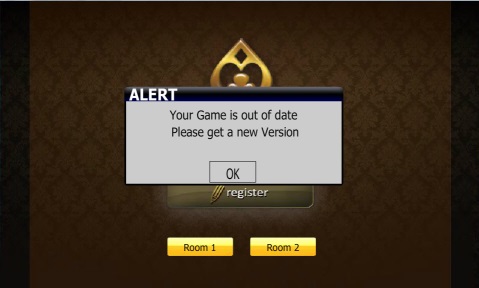 ALERT
Your Game is out of date
Please get a new Version
OK
register
Room 1
Room 2